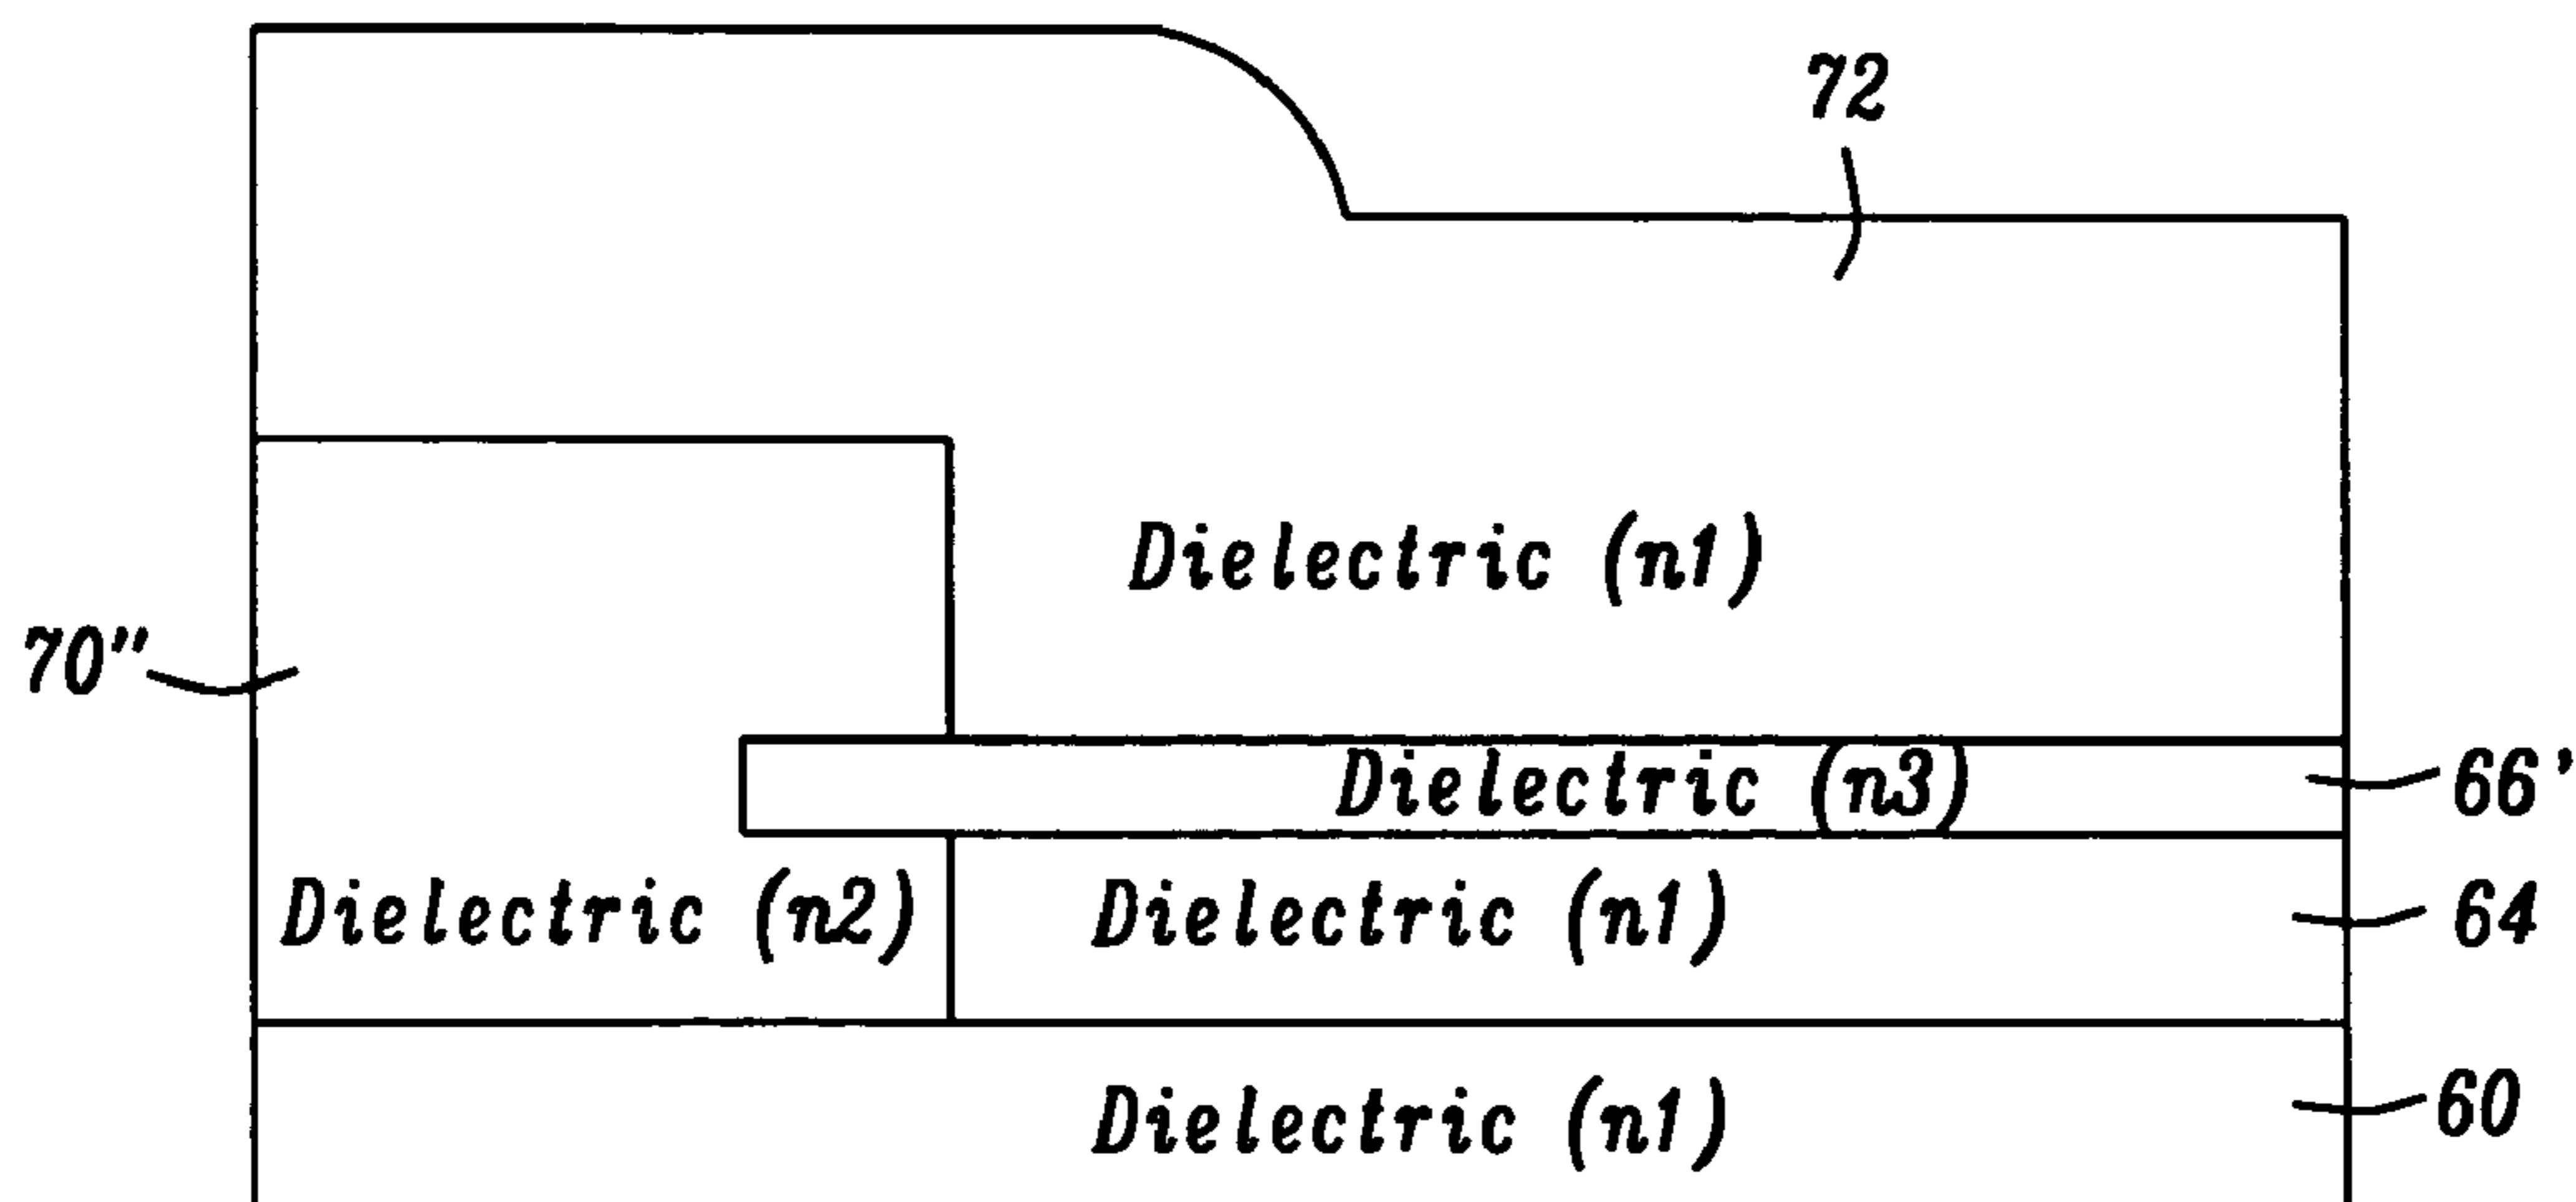 72
Dielectric (n1)
70"
Dielectric (n3)
66'
Dielectric (n2) Dielectric (n1)
64
Dielectric (n1)
60